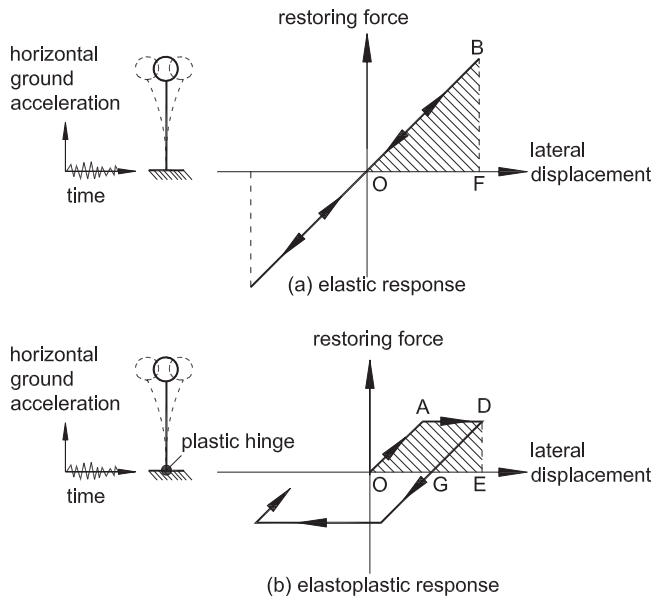 restoring force
B
horizontal
ground
acceleration
time
lateral
displacement
O
F
(a) elastic response
restoring force
horizontal
ground
acceleration
plastic hinge
time
A
D
lateral
displacement
O
G
E
(b) elastoplastic response